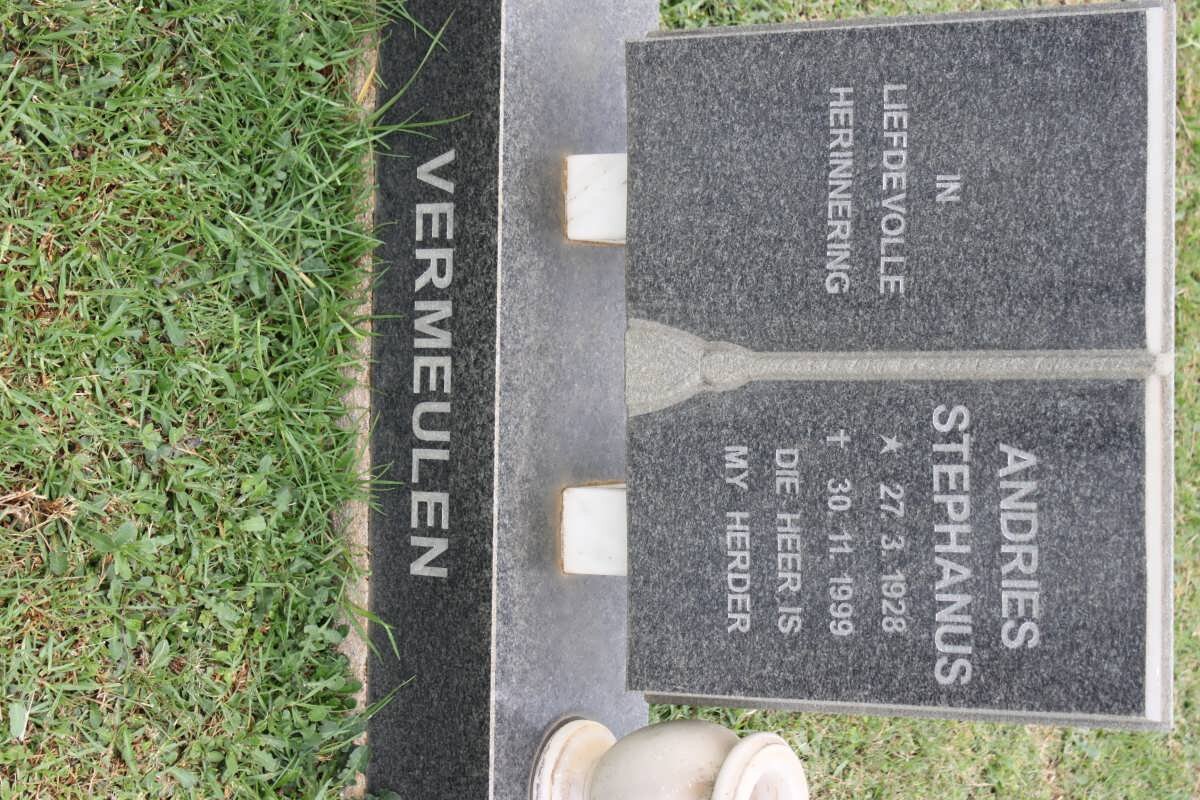 IN
LIEFDEVOLLE
HERINNERING
ANDRIES
STEPHANUS
★ 27. 3. 1928
† 30. 11. 1999
DIE HEER IS
MY HERDER
VERMEULEN